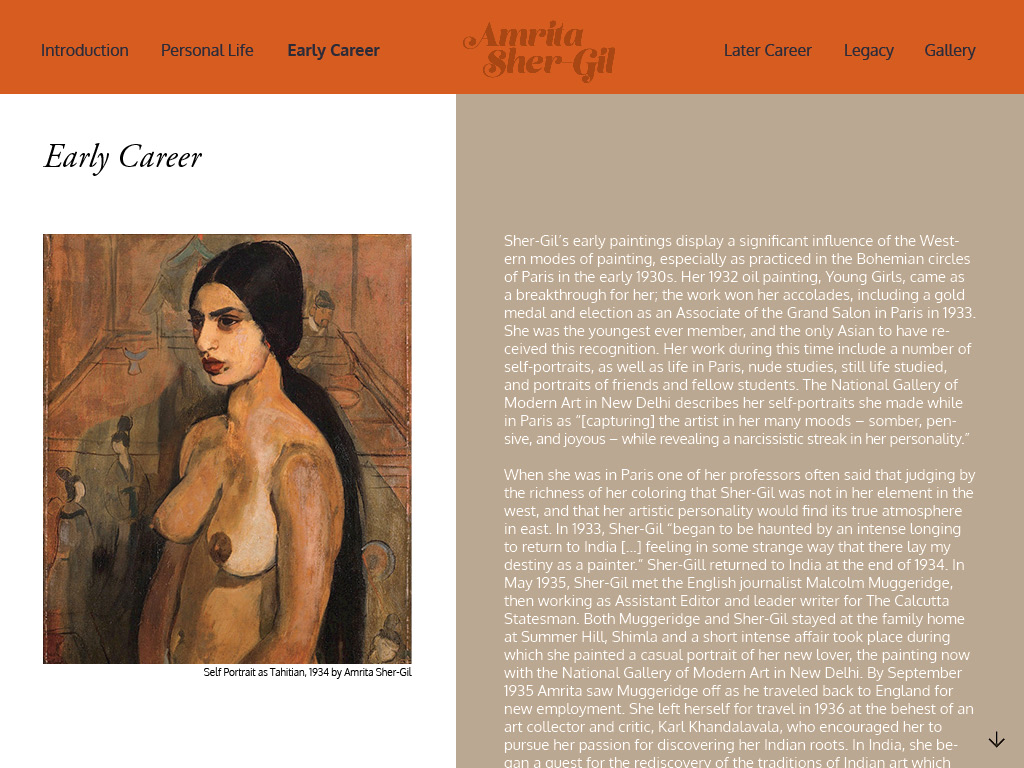 Introduction
Personal Life
Early Career
Amrita
Sher-Gil
Later Career
Legacy
Gallery
Early Career
Self Portrait as Tahitian, 1934 by Amrita Sher-Gil
Sher-Gil’s early paintings display a significant influence of the West-
ern modes of painting, especially as practiced in the Bohemian circles
of Paris in the early 1930s. Her 1932 oil painting, Young Girls, came as
a breakthrough for her; the work won her accolades, including a gold
medal and election as an Associate of the Grand Salon in Paris in 1933.
She was the youngest ever member, and the only Asian to have re-
ceived this recognition. Her work during this time include a number of
self-portraits, as well as life in Paris, nude studies, still life studied,
and portraits of friends and fellow students. The National Gallery of
Modern Art in New Delhi describes her self-portraits she made while
in Paris as “[capturing] the artist in her many moods – somber, pen-
sive, and joyous – while revealing a narcissistic streak in her personality.”
When she was in Paris one of her professors often said that judging by
the richness of her coloring that Sher-Gil was not in her element in the
west, and that her artistic personality would find its true atmosphere
in east. In 1933, Sher-Gil “began to be haunted by an intense longing
to return to India [...] feeling in some strange way that there lay my
destiny as a painter.” Sher-Gill returned to India at the end of 1934. In
May 1935, Sher-Gil met the English journalist Malcolm Muggeridge,
then working as Assistant Editor and leader writer for The Calcutta
Statesman. Both Muggeridge and Sher-Gil stayed at the family home
at Summer Hill, Shimla and a short intense affair took place during
which she painted a casual portrait of her new lover, the painting now
with the National Gallery of Modern Art in New Delhi. By September
1935 Amrita saw Muggeridge off as he traveled back to England for
new employment. She left herself for travel in 1936 at the behest of an
art collector and critic, Karl Khandalavala, who encouraged her to
pursue her passion for discovering her Indian roots. In India, she be-
gan a quest for the rediscovery of the traditions of Indian art which